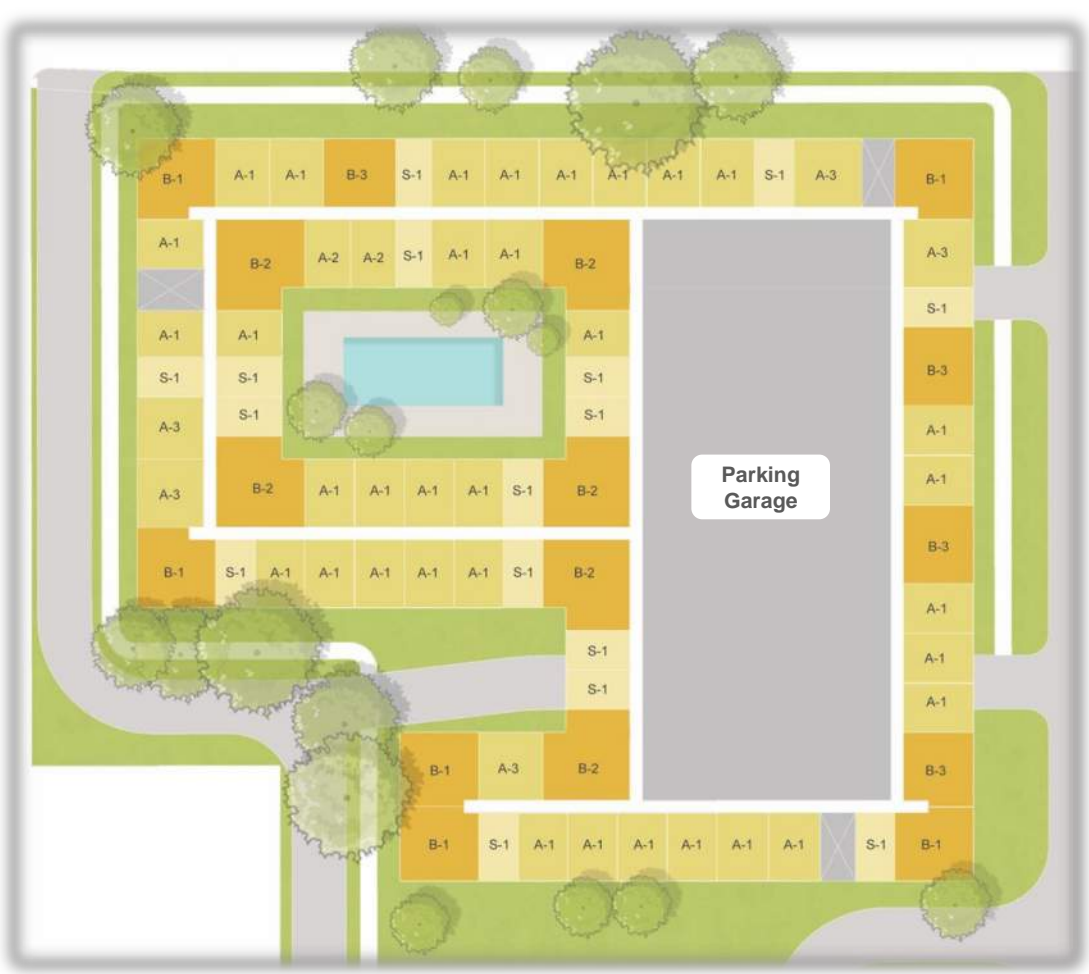 B-1 A-1 A-1 B-3 S-1 A-1 A-1 A-1 A-1 A-1 A-1 S-1 A-3 B-1
A-1 B-2 A-2 A-2 S-1 A-1 A-1 B-2 A-3
S-1
A-1 A-1 A-1
B-3
S-1 S-1 S-1
S-1 S-1
A-3 A-1
Parking
Garage
A-3 B-2 A-1 A-1 A-1 A-1 S-1 B-2 A-1
B-3
B-1 S-1 A-1 A-1 A-1 A-1 A-1 S-1 B-2
A-1
S-1 A-1
S-1 A-1
B-1 A-3 B-2 B-3
B-1 S-1 A-1 A-1 A-1 A-1 A-1 A-1 S-1 B-1